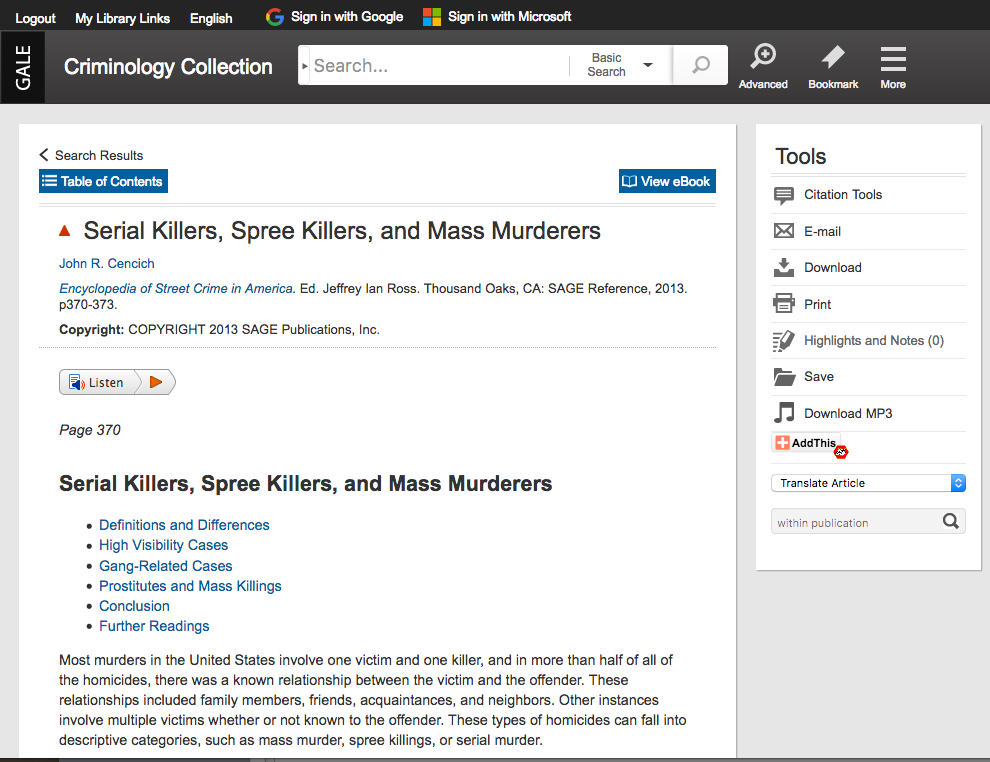 Logout My Library Links English Sign in with Google Sign in with Microsoft
GALE
Criminology Collection
Search...
Basic
Search
Advanced
Bookmark
More
Search Results
Table of Contents
View eBook
Serial Killers, Spree Killers, and Mass Murderers
John R. Cencich
Encyclopedia of Street Crime in America. Ed. Jeffrey Ian Ross. Thousand Oaks, CA: SAGE Reference, 2013.
p370-373.
Copyright: COPYRIGHT 2013 SAGE Publications, Inc.
Listen
Page 370
Serial Killers, Spree Killers, and Mass Murderers
Definitions and Differences
High Visibility Cases
Gang-Related Cases
Prostitutes and Mass Killings
Conclusion
Further Readings
Most murders in the United States involve one victim and one killer, and in more than half of all of
the homicides, there was a known relationship between the victim and the offender. These
relationships included family members, friends, acquaintances, and neighbors. Other instances
involve multiple victims whether or not known to the offender. These types of homicides can fall into
descriptive categories, such as mass murder, spree killings, or serial murder.
Tools
Citation Tools
E-mail
Download
Print
Highlights and Notes (0)
Save
Download MP3
AddThis
Translate Article
within publication